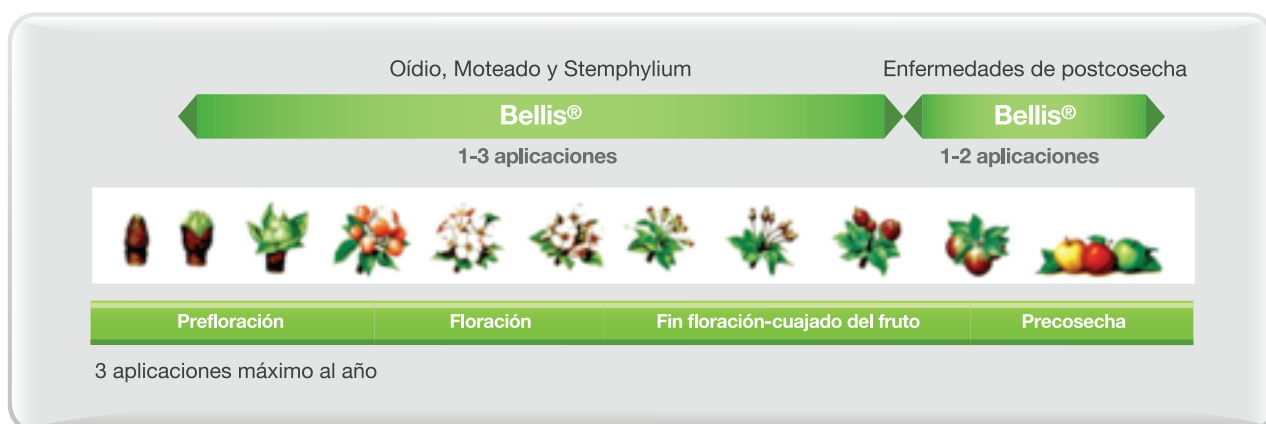 Oídio, Moteado y Stemphylium
Enfermedades de postcosecha
Bellis®
Bellis®
1-3 aplicaciones
1-2 aplicaciones
Prefloración
Floración
Fin floración-cuajado del fruto
Precosecha
3 aplicaciones máximo al año